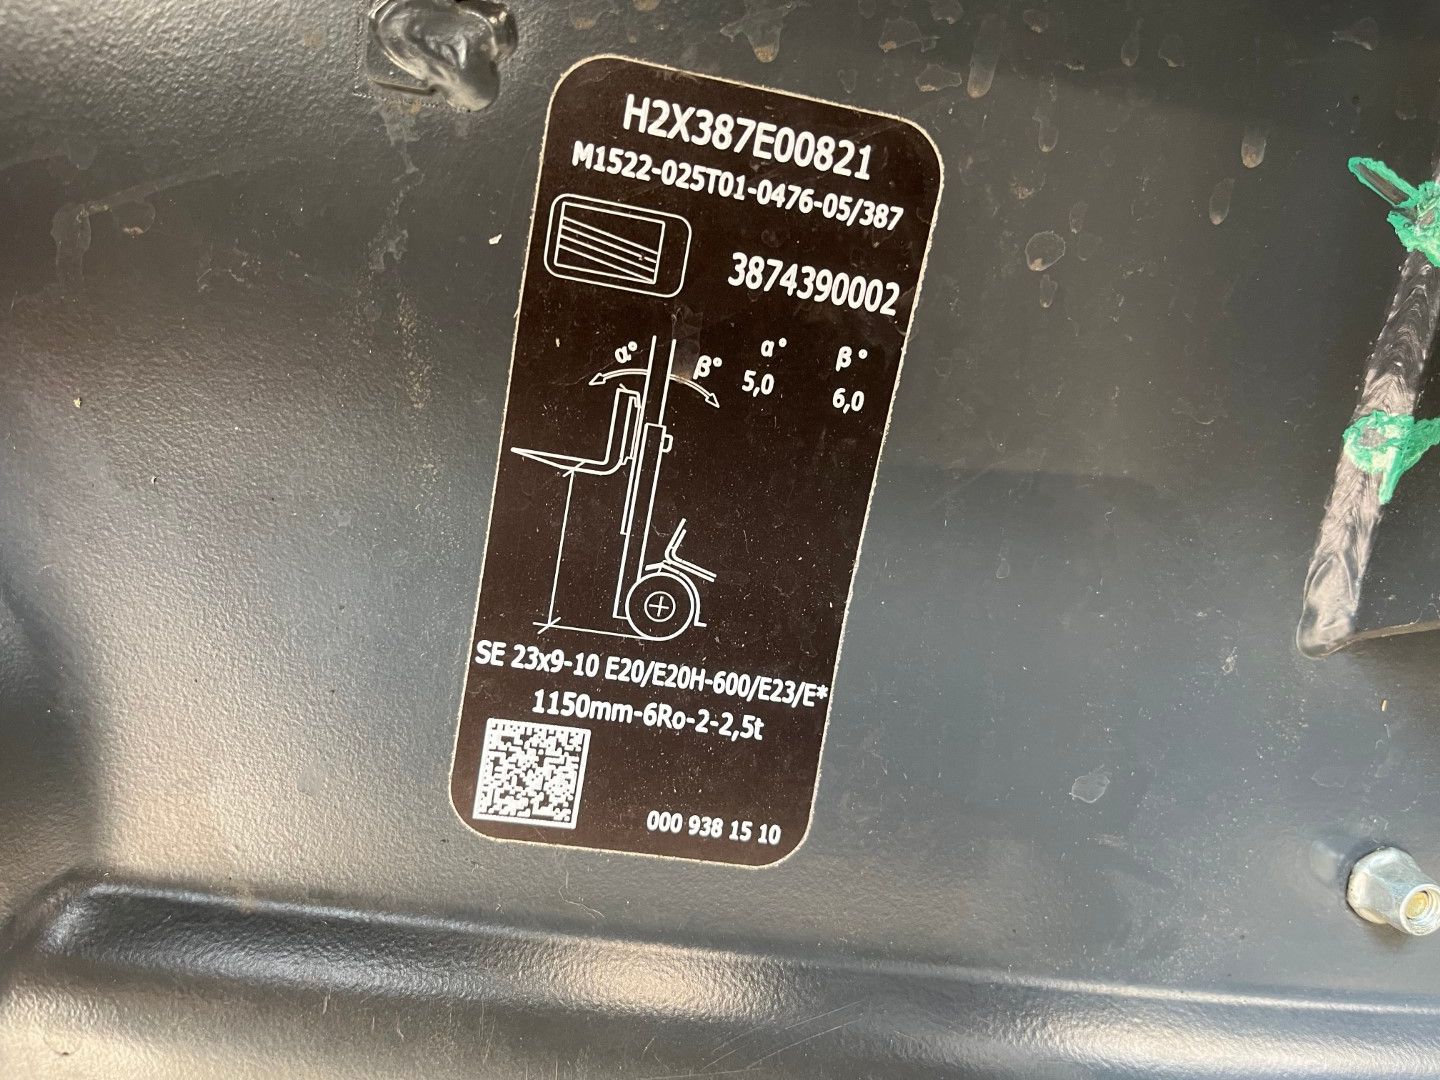 H2X387E00821
M1522-025T01-0476-05/387
3874390002
α° β°
α° β°
5,0 6,0
SE 23x9-10 E20/E20H-600/E23/E*
1150mm-6Ro-2-2,5t
000 938 15 10